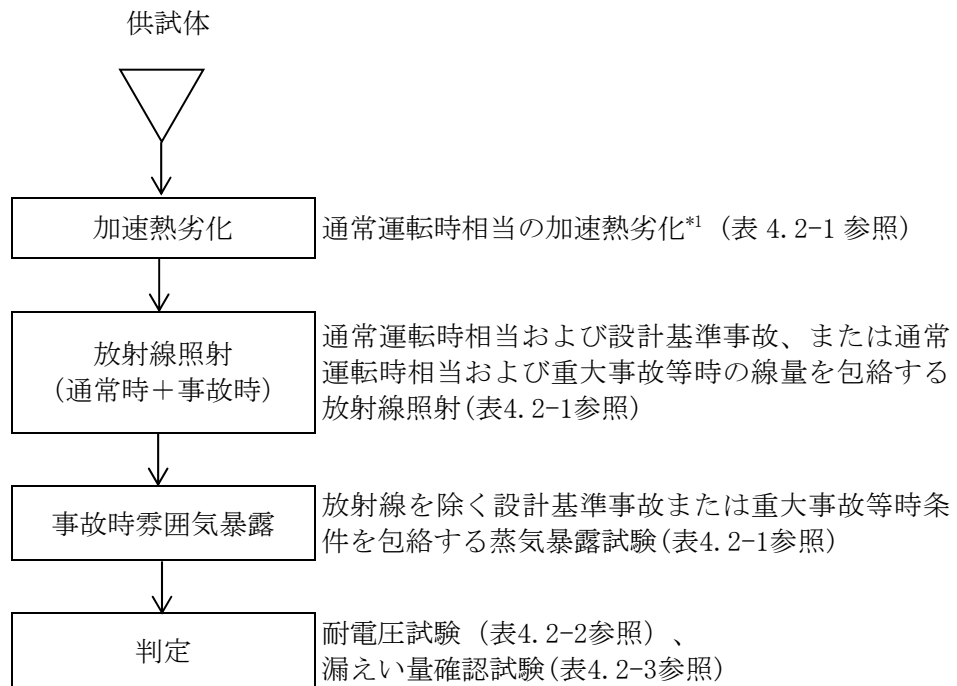 供試体
加速熱劣化
通常運転時相当の加速熱劣化*1 (表 4.2-1 参照)
放射線照射
(通常時＋事故時)
通常運転時相当および設計基準事故、または通常
運転時相当および重大事故等時の線量を包絡する
放射線照射(表4.2-1参照)
事故時雰囲気暴露
放射線を除く設計基準事故または重大事故等時条
件を包絡する蒸気暴露試験(表4.2-1参照)
判定
耐電圧試験 (表4.2-2参照)、
漏えい量確認試験(表4.2-3参照)